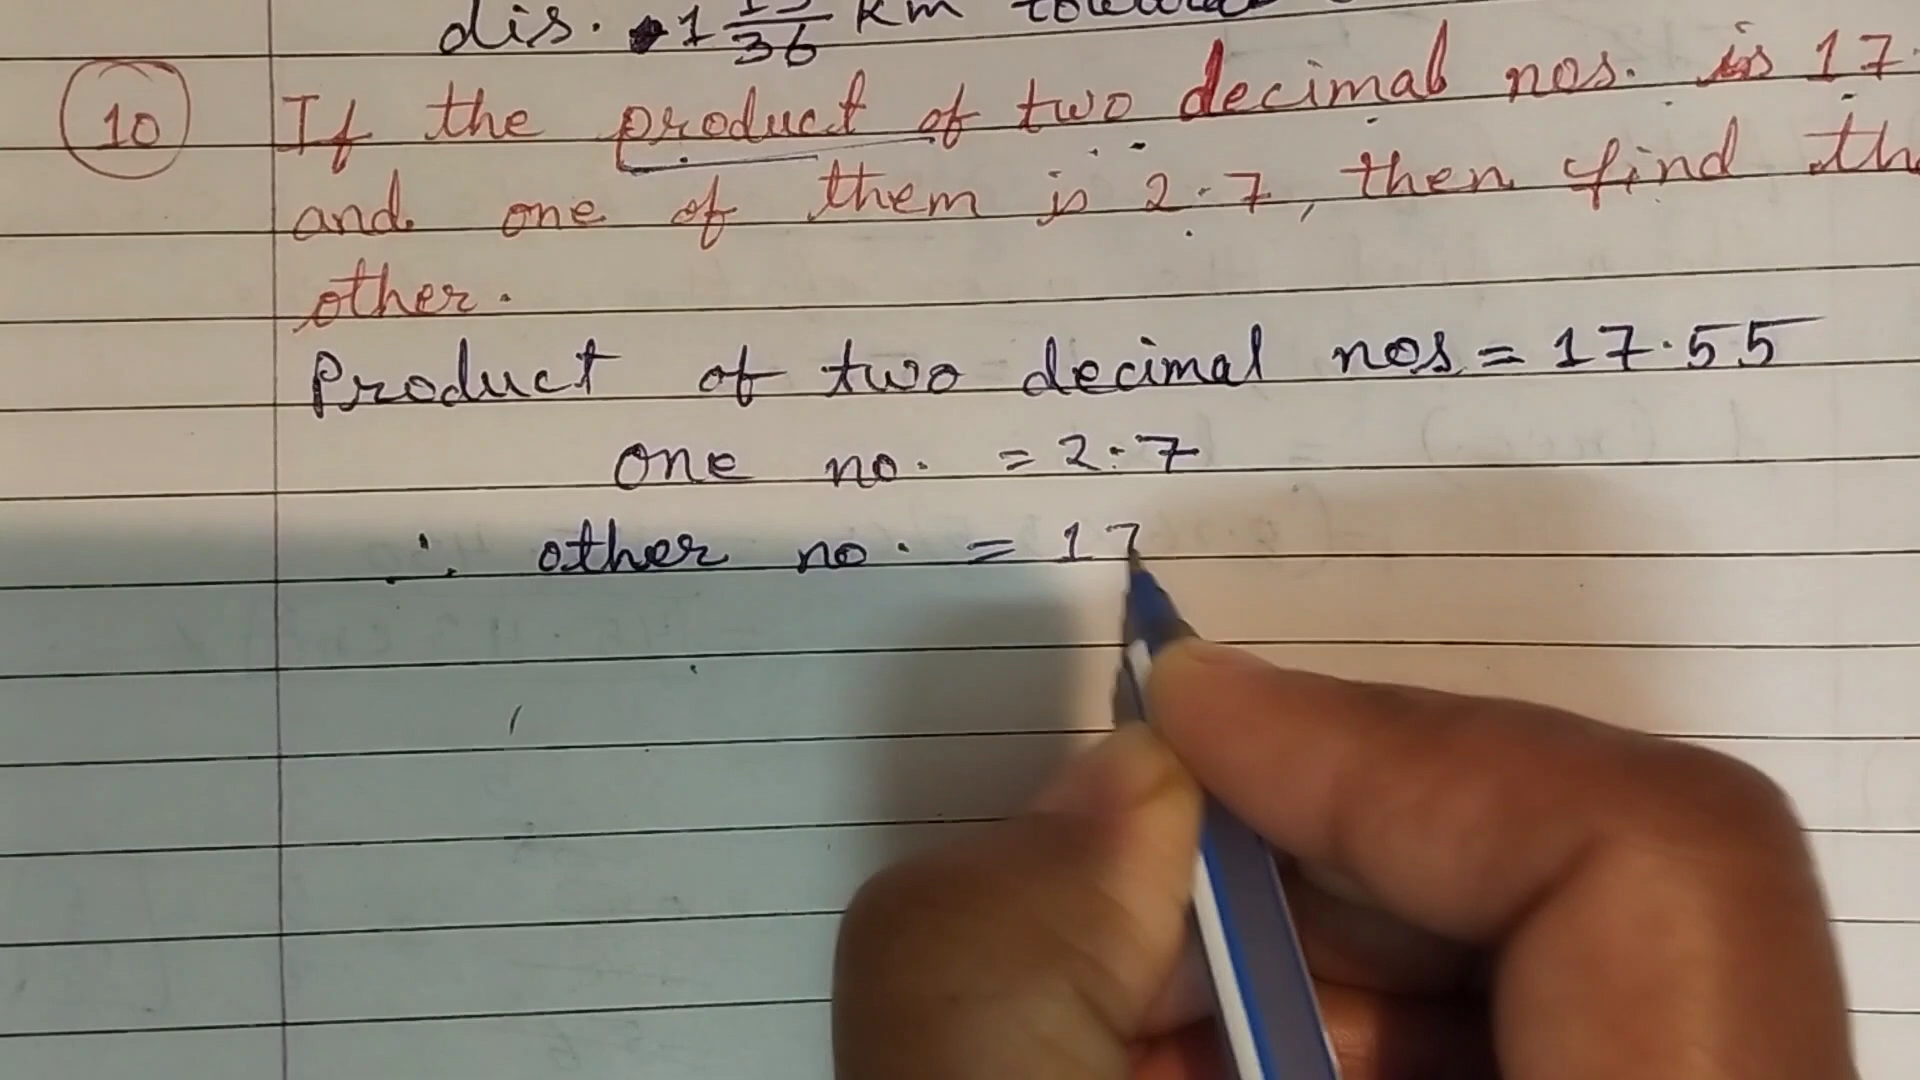 dis. 1 13/36 km
10 If the product of two decimal nos. is 17.
and one of them is 2.7, then find th
other.
Product of two decimal nos = 17.55
one no. = 2.7
∴ other no. = 17